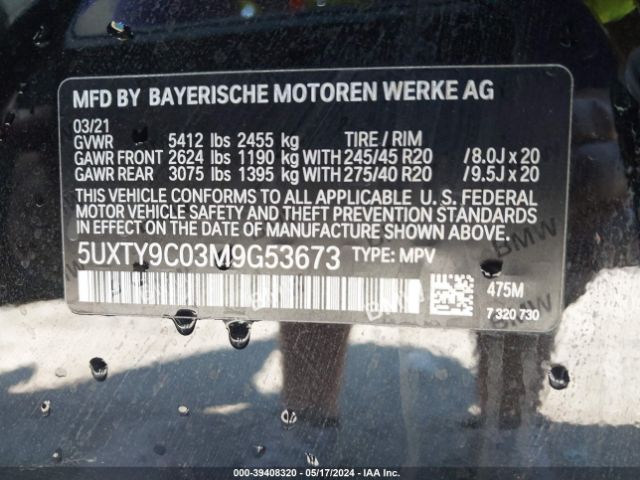 MFD BY BAYERISCHE MOTOREN WERKE AG
03/21
GVWR 5412 lbs 2455 kg TIRE / RIM
GAWR FRONT 2624 lbs 1190 kg WITH 245/45 R20 /8.0J x 20
GAWR REAR 3075 lbs 1395 kg WITH 275/40 R20 /9.5J x 20
THIS VEHICLE CONFORMS TO ALL APPLICABLE U. S. FEDERAL
MOTOR VEHICLE SAFETY AND THEFT PREVENTION STANDARDS
IN EFFECT ON THE DATE OF MANUFACTURE SHOWN ABOVE.
5UXTY9C03M9G53673 TYPE: MPV
475M
7 320 730
BMW
000-39408320 - 05/17/2024 - IAA Inc.